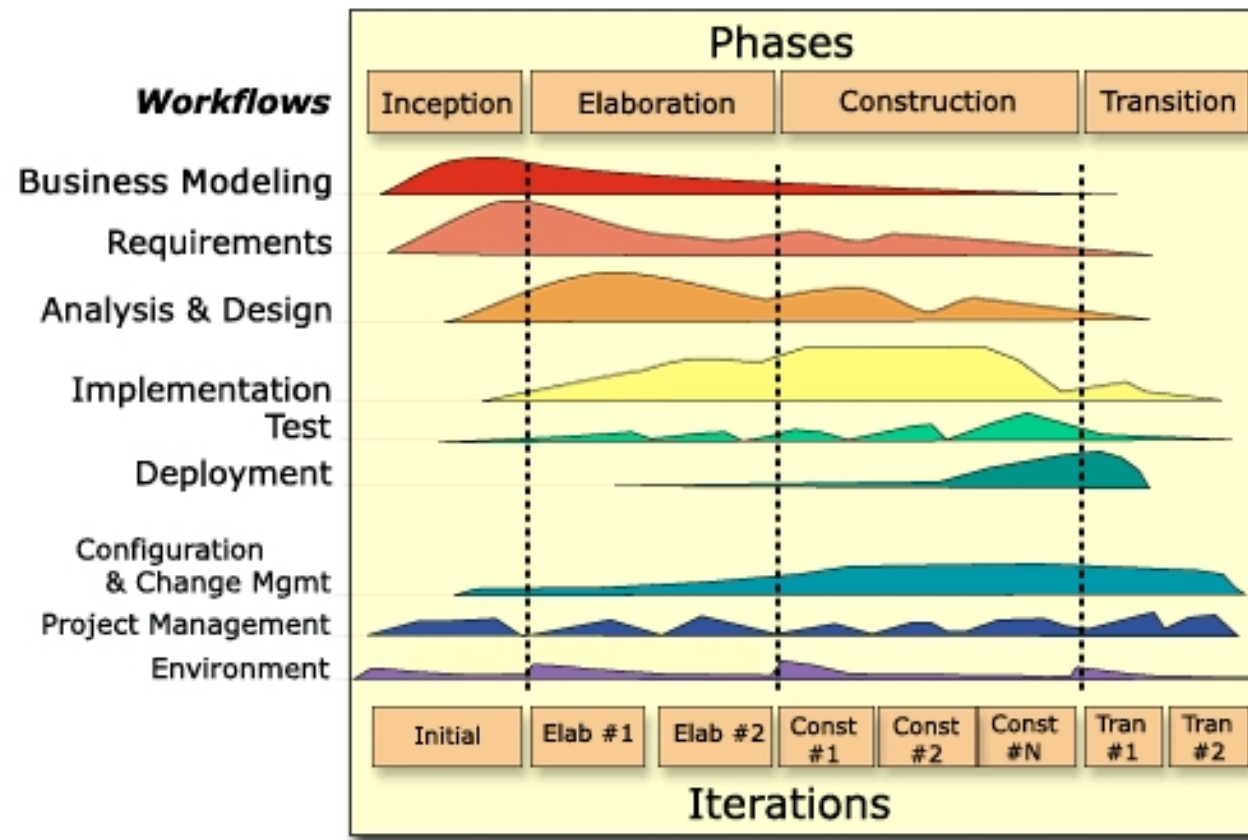 Phases
Workflows
Inception
Elaboration
Construction
Transition
Business Modeling
Requirements
Analysis & Design
Implementation
Test
Deployment
Configuration
& Change Mgmt
Project Management
Environment
Initial
Elab #1
Elab #2
Const
#1
Const
#2
Const
#N
Tran
#1
Tran
#2
Iterations